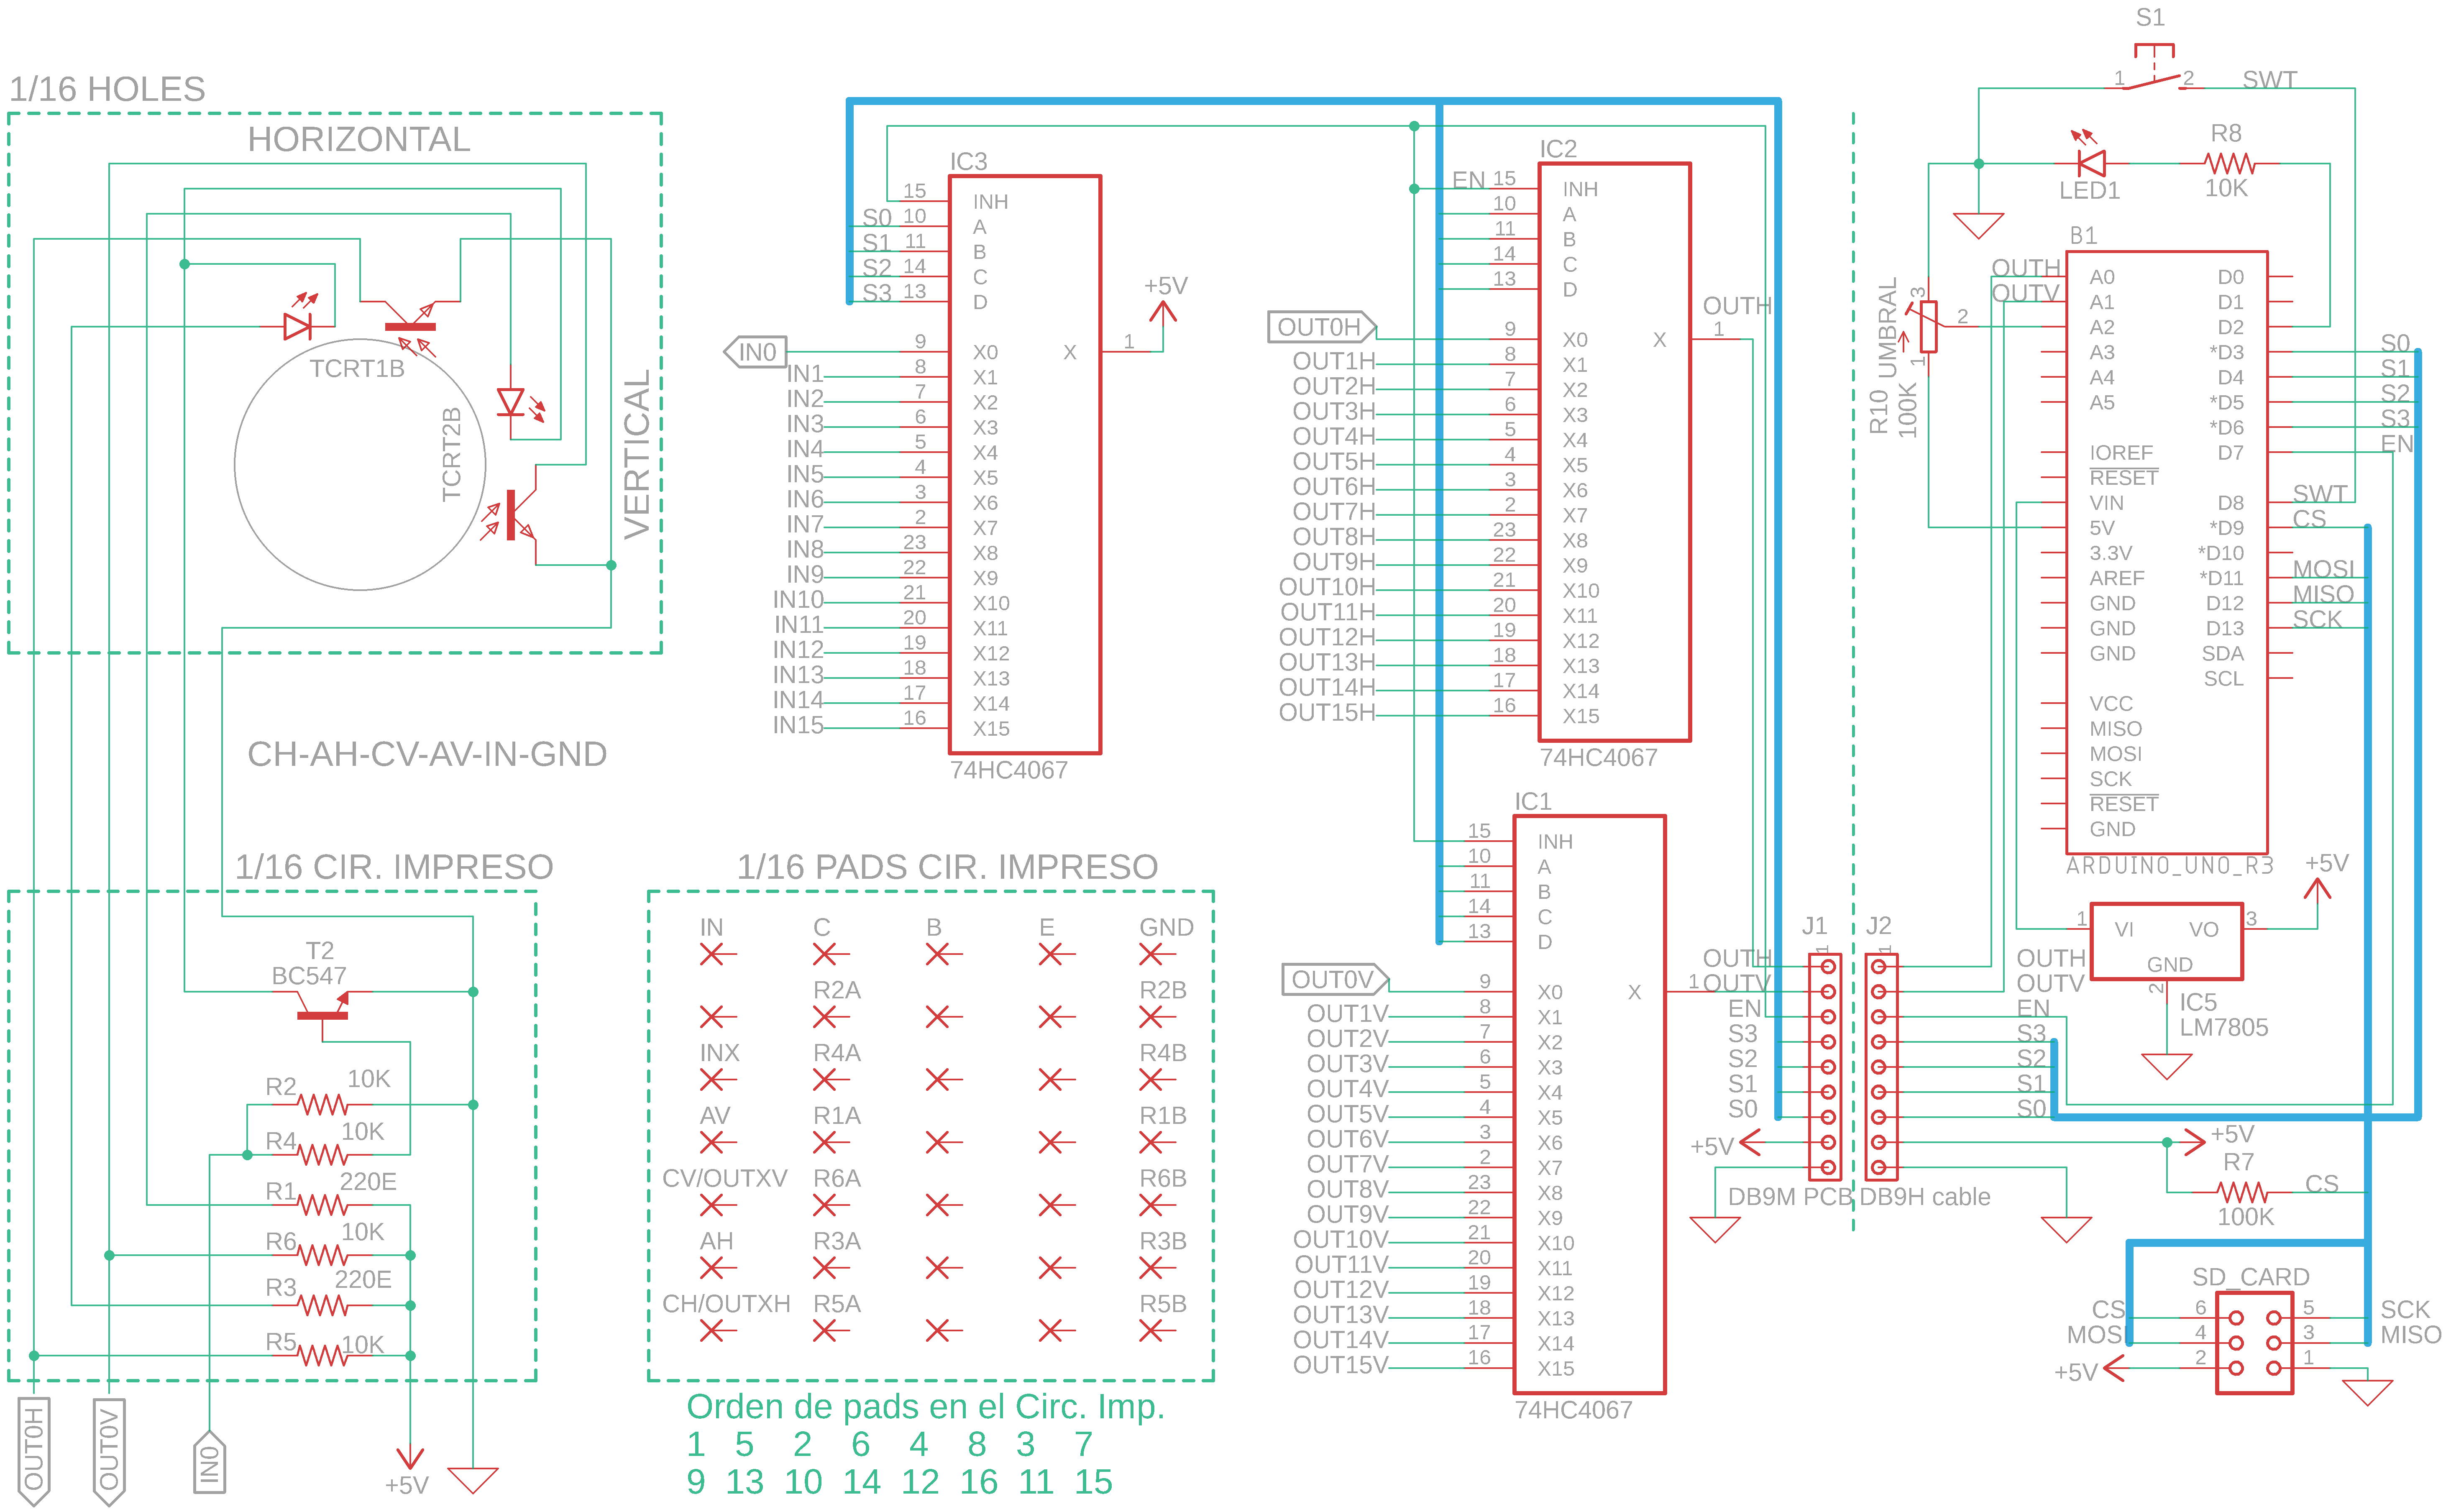 1/16 HOLES
HORIZONTAL
TCRT1B
TCRT2B
VERTICAL
CH-AH-CV-AV-IN-GND
1/16 CIR. IMPRESO
T2
BC547
R2 10K
R4 10K
R1 220E
R6 10K
R3 220E
R5 10K
OUT0H
OUT0V
IN0
+5V
1/16 PADS CIR. IMPRESO
IN C B E GND
R2A R2B
INX R4A R4B
AV R1A R1B
CV/OUTXV R6A R6B
AH R3A R3B
CH/OUTXH R5A R5B
Orden de pads en el Circ. Imp.
1 5 2 6 4 8 3 7
9 13 10 14 12 16 11 15
IC3
15 INH
S0 10 A
S1 11 B
S2 14 C
S3 13 D
+5V
IN0 9 X0 X 1
IN1 8 X1
IN2 7 X2
IN3 6 X3
IN4 5 X4
IN5 4 X5
IN6 3 X6
IN7 2 X7
IN8 23 X8
IN9 22 X9
IN10 21 X10
IN11 20 X11
IN12 19 X12
IN13 18 X13
IN14 17 X14
IN15 16 X15
74HC4067
IC2
EN 15 INH
10 A
11 B
14 C
13 D
OUTH
OUT0H 9 X0 X 1
OUT1H 8 X1
OUT2H 7 X2
OUT3H 6 X3
OUT4H 5 X4
OUT5H 4 X5
OUT6H 3 X6
OUT7H 2 X7
OUT8H 23 X8
OUT9H 22 X9
OUT10H 21 X10
OUT11H 20 X11
OUT12H 19 X12
OUT13H 18 X13
OUT14H 17 X14
OUT15H 16 X15
74HC4067
IC1
15 INH
10 A
11 B
14 C
13 D
OUT0V 9 X0 X 1
OUT1V 8 X1
OUT2V 7 X2
OUT3V 6 X3
OUT4V 5 X4
OUT5V 4 X5
OUT6V 3 X6
OUT7V 2 X7
OUT8V 23 X8
OUT9V 22 X9
OUT10V 21 X10
OUT11V 20 X11
OUT12V 19 X12
OUT13V 18 X13
OUT14V 17 X14
OUT15V 16 X15
74HC4067
J1 J2
1 1
OUTH OUTH
OUTV OUTV
EN EN
S3 S3
S2 S2
S1 S1
S0 S0
+5V +5V
DB9M PCB DB9H cable
S1
1 2 SWT
R8
LED1 10K
R10 UMBRAL
100K
3
2
1
B1
OUTH A0 D0
OUTV A1 D1
A2 D2
A3 *D3 S0
A4 D4 S1
A5 *D5 S2
*D6 S3
IOREF D7 EN
RESET
VIN D8 SWT
5V *D9 CS
3.3V *D10
AREF *D11 MOSI
GND D12 MISO
GND D13 SCK
GND SDA
SCL
VCC
MISO
MOSI
SCK
RESET
GND
ARDUINO_UNO_R3
+5V
1 VI VO 3
GND
2
IC5
LM7805
R7
CS
100K
SD_CARD
CS 6 5 SCK
MOSI 4 3 MISO
+5V 2 1